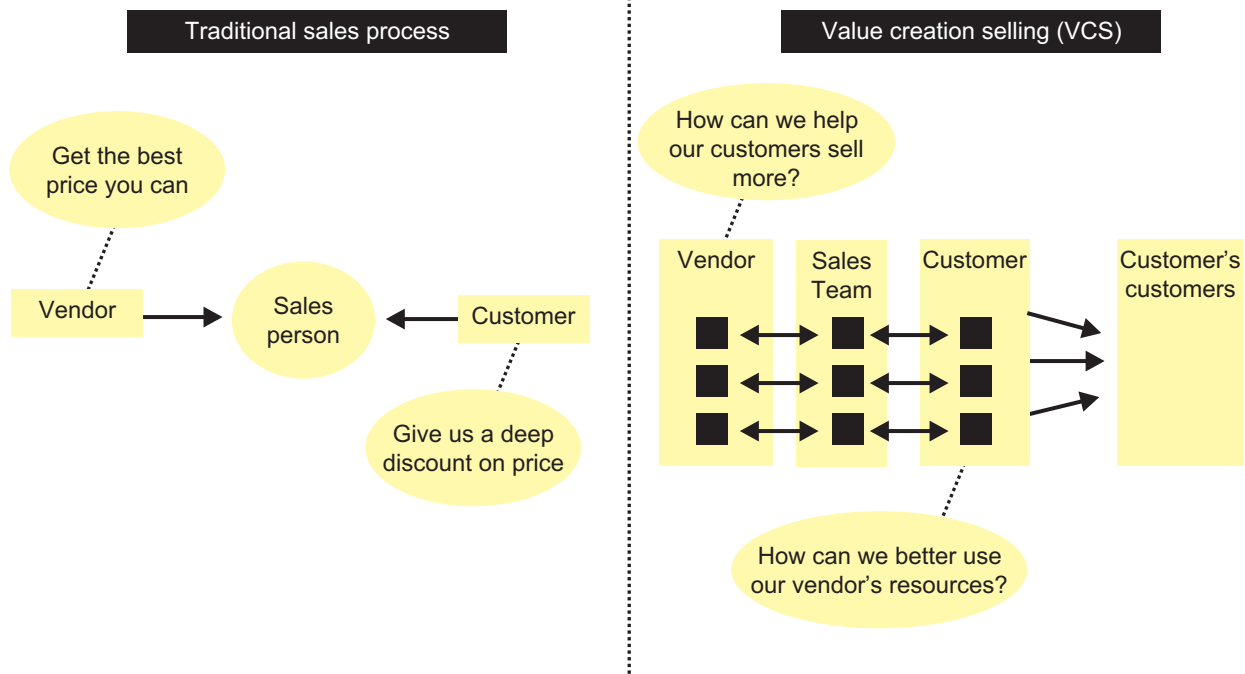 Traditional sales process
Get the best
price you can
Vendor
Sales
person
Customer
Give us a deep
discount on price
Value creation selling (VCS)
How can we help
our customers sell
more?
Vendor
Sales
Team
Customer
Customer’s
customers
How can we better use
our vendor’s resources?